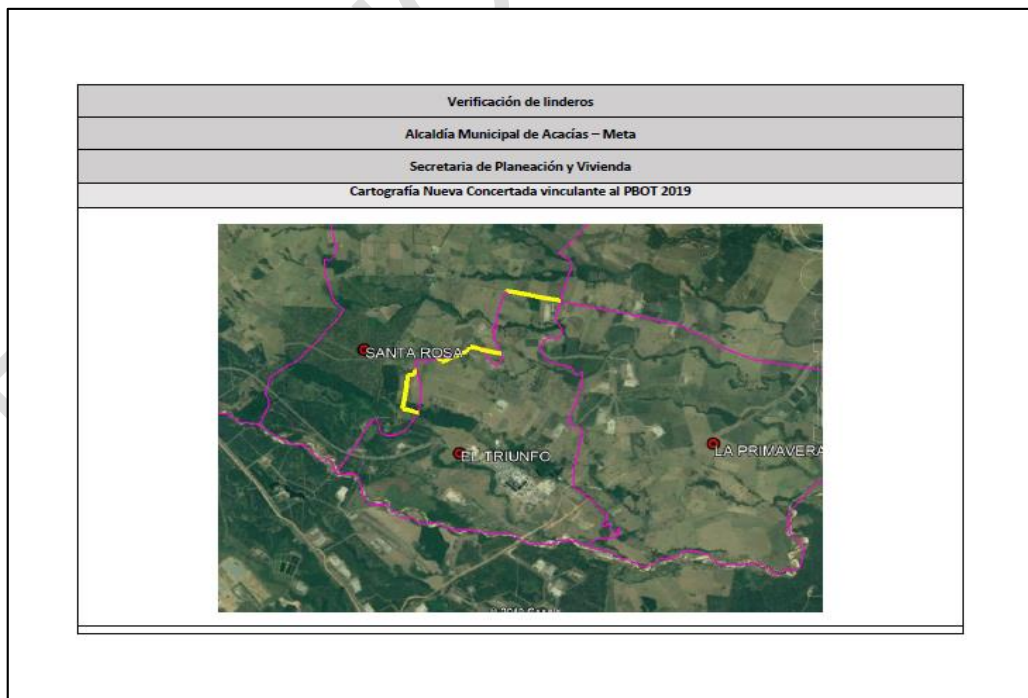 Verificación de linderos
Alcaldía Municipal de Acacías – Meta
Secretaria de Planeación y Vivienda
Cartografía Nueva Concertada vinculante al PBOT 2019
SANTA ROSA
EL TRIUNFO
LA PRIMAVERA